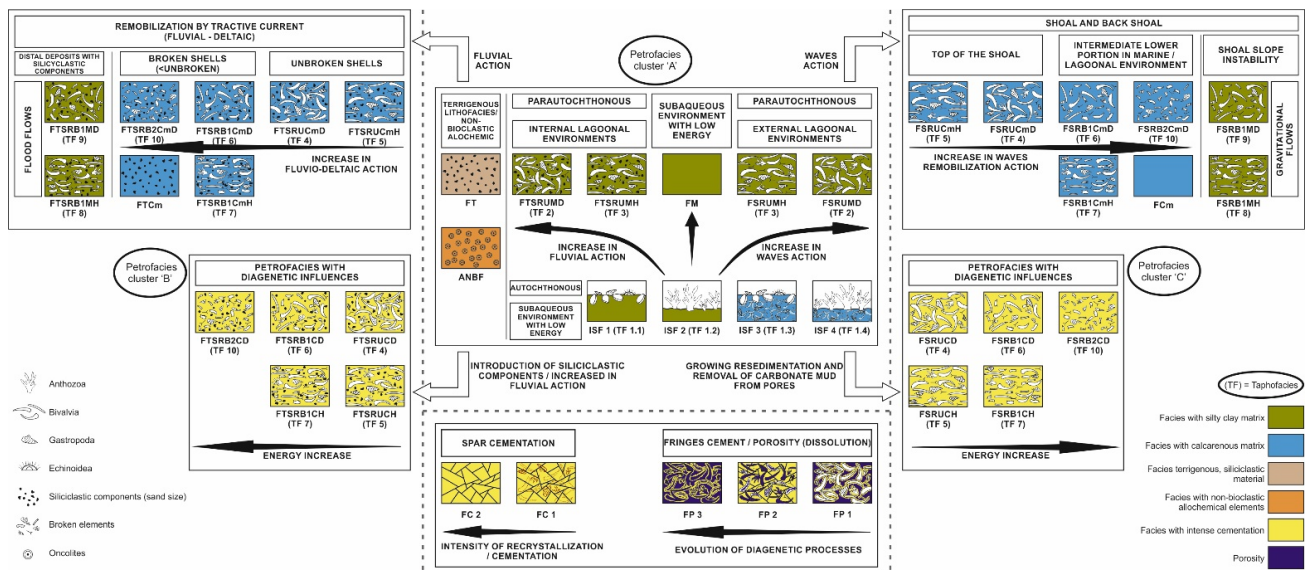 REMOBILIZATION BY TRACTIVE CURRENT
(FLUVIAL - DELTAIC)
DISTAL DEPOSITS WITH
SILICYCLASTIC
COMPONENTS
BROKEN SHELLS
(<UNBROKEN)
UNBROKEN SHELLS
FLOOD FLOWS
FTSRB1MD
(TF 9)
FTSRB2CmD
(TF 10)
FTSRB1CmD
(TF 6)
FTSRUCmD
(TF 4)
FTSRUCmH
(TF 5)
INCREASE IN
FLUVIO-DELTAIC ACTION
FTSRB1MH
(TF 8)
FTCm
FTSRB1CmH
(TF 7)
FLUVIAL
ACTION
Petrofacies
cluster 'A'
WAVES
ACTION
TERRIGENOUS
LITHOFACIES/
NON-
BIOCLASTIC
ALOCHEMIC
PARAUTOCHTHONOUS
INTERNAL LAGOONAL
ENVIRONMENTS
SUBAQUEOUS
ENVIRONMENT
WITH LOW
ENERGY
PARAUTOCHTHONOUS
EXTERNAL LAGOONAL
ENVIRONMENTS
FT
FTSRUMD
(TF 2)
FTSRUMH
(TF 3)
FM
FSRUMH
(TF 3)
FSRUMD
(TF 2)
INCREASE IN
FLUVIAL ACTION
INCREASE IN
WAVES ACTION
ANBF
AUTOCHTHONOUS
SUBAQUEOUS
ENVIRONMENT
WITH LOW
ENERGY
ISF 1 (TF 1.1)
ISF 2 (TF 1.2)
ISF 3 (TF 1.3)
ISF 4 (TF 1.4)
SHOAL AND BACK SHOAL
TOP OF THE SHOAL
INTERMEDIATE LOWER
PORTION IN MARINE /
LAGOONAL ENVIRONMENT
SHOAL SLOPE
INSTABILITY
FSRUCmH
(TF 5)
FSRUCmD
(TF 4)
FSRB1CmD
(TF 6)
FSRB2CmD
(TF 10)
FSRB1MD
(TF 9)
INCREASE IN WAVES
REMOBILIZATION ACTION
FSRB1CmH
(TF 7)
FCm
FSRB1MH
(TF 8)
GRAVITATIONAL
FLOWS
Petrofacies
cluster 'B'
PETROFACIES WITH
DIAGENETIC INFLUENCES
FTSRB2CD
(TF 10)
FTSRB1CD
(TF 6)
FTSRUCD
(TF 4)
FTSRB1CH
(TF 7)
FTSRUCH
(TF 5)
ENERGY INCREASE
INTRODUCTION OF SILICICLASTIC
COMPONENTS / INCREASED IN
FLUVIAL ACTION
GROWING RESEDIMENTATION AND
REMOVAL OF CARBONATE MUD
FROM PORES
PETROFACIES WITH
DIAGENETIC INFLUENCES
Petrofacies
cluster 'C'
FSRUCD
(TF 4)
FSRB1CD
(TF 6)
FSRB2CD
(TF 10)
FSRUCH
(TF 5)
FSRB1CH
(TF 7)
ENERGY INCREASE
SPAR CEMENTATION
FC 2
FC 1
INTENSITY OF RECRYSTALLIZATION
/ CEMENTATION
FRINGES CEMENT / POROSITY (DISSOLUTION)
FP 3
FP 2
FP 1
EVOLUTION OF DIAGENETIC PROCESSES
Anthozoa
Bivalvia
Gastropoda
Echinoidea
Siliciclastic components (sand size)
Broken elements
Oncolites
(TF) = Taphofacies
Facies with silty clay matrix
Facies with calcarenous matrix
Facies terrigenous, siliciclastic
material
Facies with non-bioclastic
allochemical elements
Facies with intense cementation
Porosity